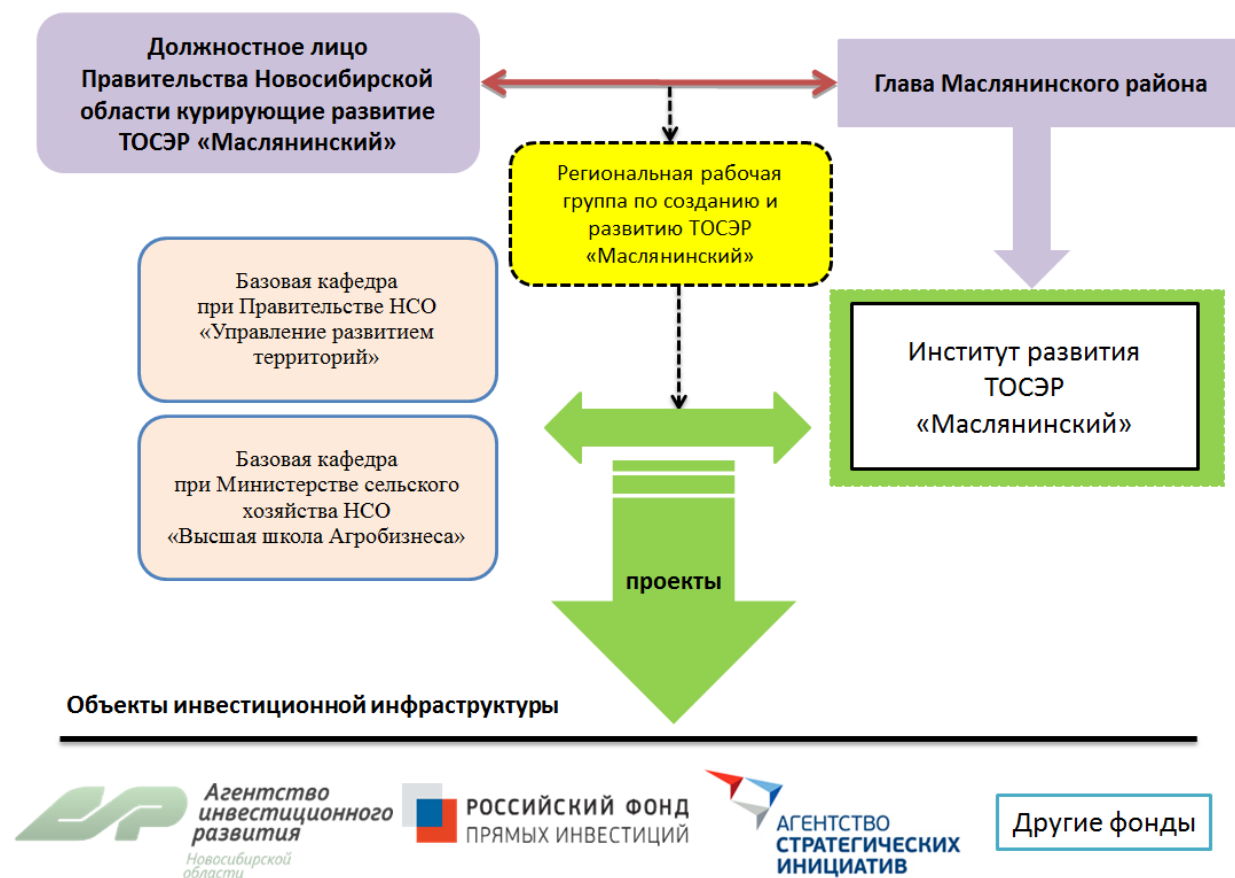 Должностное лицо
Правительства Новосибирской
области курирующие развитие
ТОСЭР «Маслянинский»
Глава Маслянинского района
Региональная рабочая
группа по созданию и
развитию ТОСЭР
«Маслянинский»
Базовая кафедра
при Правительстве НСО
«Управление развитием
территорий»
Институт развития
ТОСЭР
«Маслянинский»
Базовая кафедра
при Министерстве сельского
хозяйства НСО
«Высшая школа Агробизнеса»
проекты
Объекты инвестиционной инфраструктуры
Агентство
инвестиционного
развития
Новосибирской
области
РОССИЙСКИЙ ФОНД
ПРЯМЫХ ИНВЕСТИЦИЙ
АГЕНТСТВО
СТРАТЕГИЧЕСКИХ
ИНИЦИАТИВ
Другие фонды